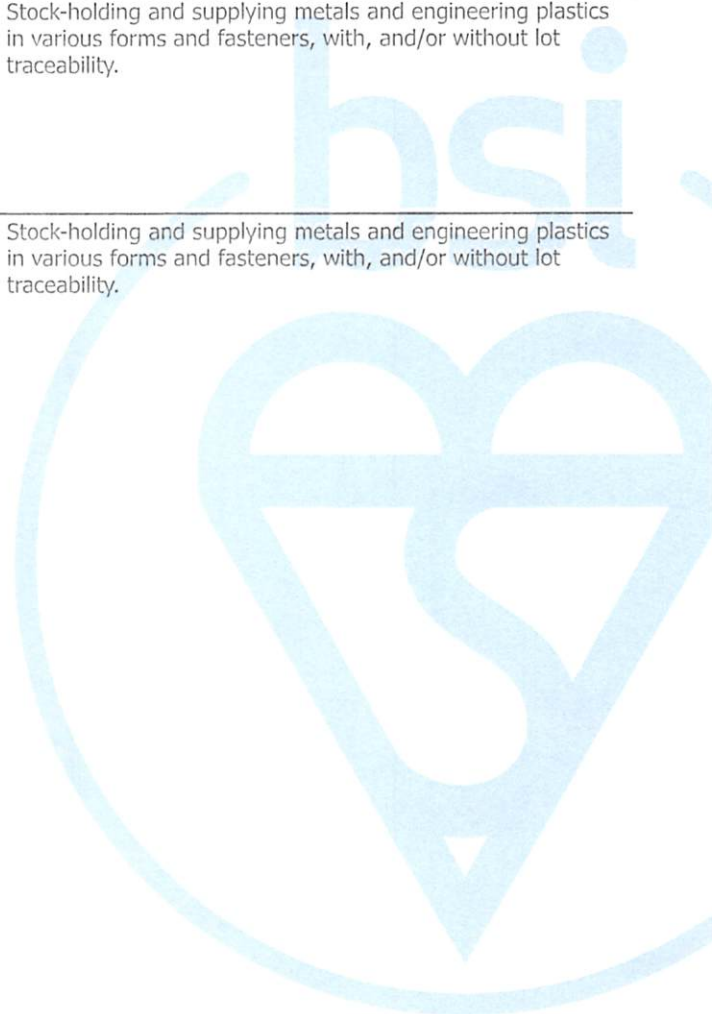 Stock-holding and supplying metals and engineering plastics
in various forms and fasteners, with, and/or without lot
traceability.
bsi
Stock-holding and supplying metals and engineering plastics
in various forms and fasteners, with, and/or without lot
traceability.